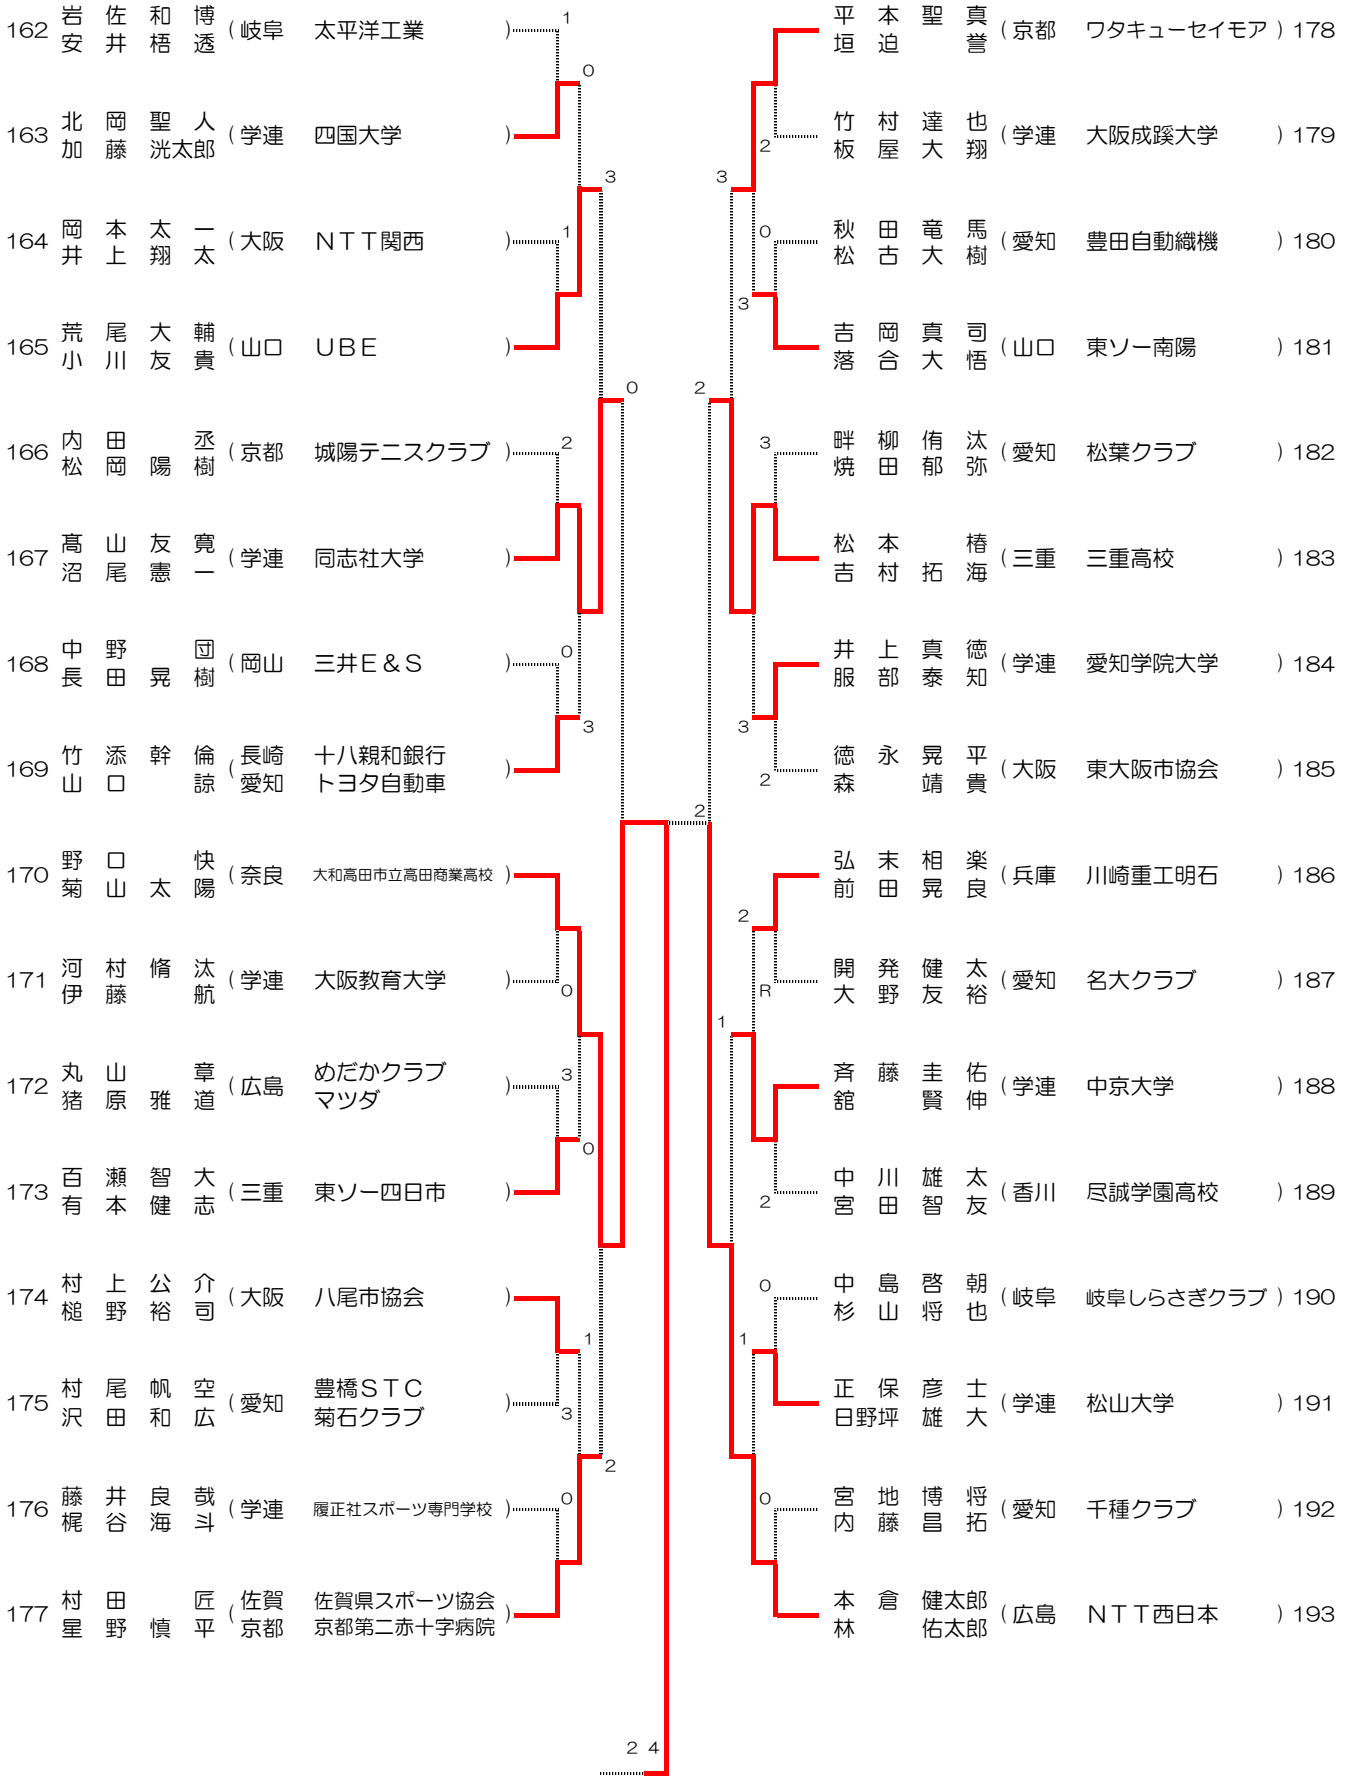 162 岩佐和博 安井梧透 (岐阜 太平洋工業)
163 北岡聖人 加藤洸太郎 (学連 四国大学)
164 岡本太一 井上翔太 (大阪 ＮＴＴ関西)
165 荒尾大輔 小川友貴 (山口 ＵＢＥ)
166 内田丞 松岡陽樹 (京都 城陽テニスクラブ)
167 髙山友寛 沼尾憲一 (学連 同志社大学)
168 中野団 長田晃樹 (岡山 三井Ｅ＆Ｓ)
169 竹添幹倫 山口諒 (長崎 愛知 十八親和銀行 トヨタ自動車)
170 野口快 菊山太陽 (奈良 大和高田市立高田商業高校)
171 河村脩汰 伊藤航 (学連 大阪教育大学)
172 丸山章 猪原雅道 (広島 めだかクラブ マツダ)
173 百瀬智大 有本健志 (三重 東ソー四日市)
174 村上公介 槌野裕司 (大阪 八尾市協会)
175 村尾帆空 沢田和広 (愛知 豊橋ＳＴＣ 菊石クラブ)
176 藤井良哉 梶谷海斗 (学連 履正社スポーツ専門学校)
177 村田匠 星野慎平 (佐賀 京都 佐賀県スポーツ協会 京都第二赤十字病院)
1
0
3
1
0
2
0
3
0
3
0
1
3
2
0
2 4
2
平本聖真 垣迫誉 (京都 ワタキューセイモア) 178
竹村達也 板屋大翔 (学連 大阪成蹊大学) 179
秋田竜馬 松古大樹 (愛知 豊田自動織機) 180
吉岡真司 落合大悟 (山口 東ソー南陽) 181
畔柳侑汰 焼田郁弥 (愛知 松葉クラブ) 182
松本椿 吉村拓海 (三重 三重高校) 183
井上真徳 服部泰知 (学連 愛知学院大学) 184
徳永晃平 森靖貴 (大阪 東大阪市協会) 185
弘末相楽 前田晃良 (兵庫 川崎重工明石) 186
開発健太 大野友裕 (愛知 名大クラブ) 187
斉藤圭佑 舘賢伸 (学連 中京大学) 188
中川雄太 宮田智友 (香川 尽誠学園高校) 189
中島啓朝 杉山将也 (岐阜 岐阜しらさぎクラブ) 190
正保彦士 日野坪雄大 (学連 松山大学) 191
宮地博将 内藤昌拓 (愛知 千種クラブ) 192
本倉健太郎 林佑太郎 (広島 ＮＴＴ西日本) 193
2
3
0
3
2
3
3
2
2
R
1
2
0
1
0